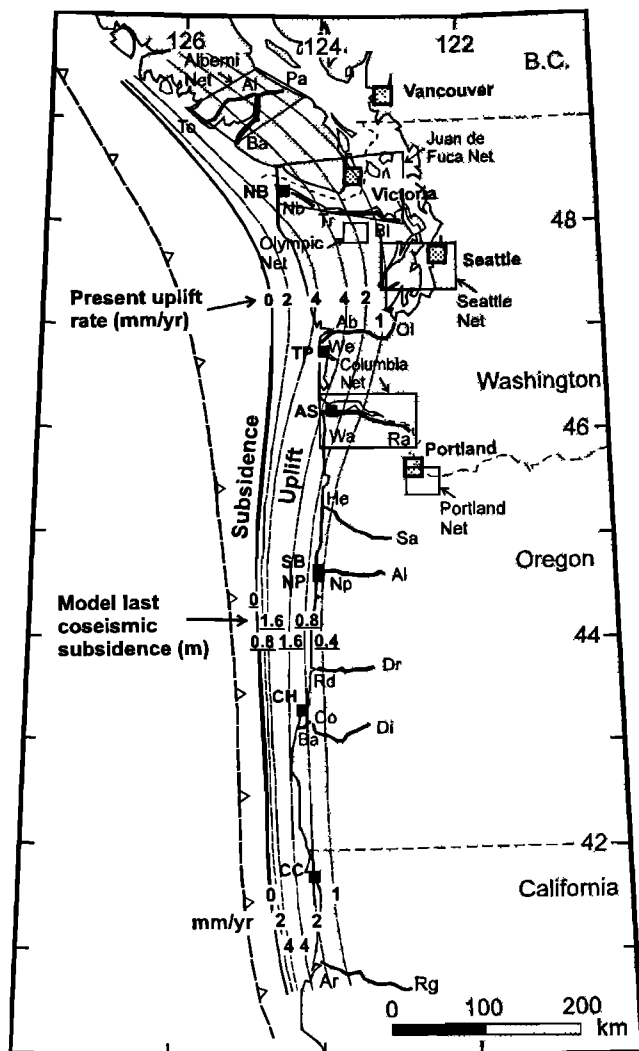 126
124
122
B.C.
Alberni
Net
Al
Pa
Vancouver
To
Ba
Juan de
Fuca Net
NB
Nb
Victoria
Tr
Bl
48
Olympic
Net
Seattle
Seattle
Net
Present uplift
rate (mm/yr)
0 2 4 4 2 1
Ol
Ab
TP
We
Columbia
Net
Washington
AS
46
Wa
Ra
Portland
Portland
Net
Subsidence
Uplift
He
Sa
SB
NP
Np
Al
Oregon
Model last
coseismic
subsidence (m)
0
1.6 0.8
0.8 1.6 0.4
44
Rd
Dr
CH
Co
Ba
Di
42
CC
California
0 1
mm/yr 2 2
4 4
Ar
Rg
0 100 200
km